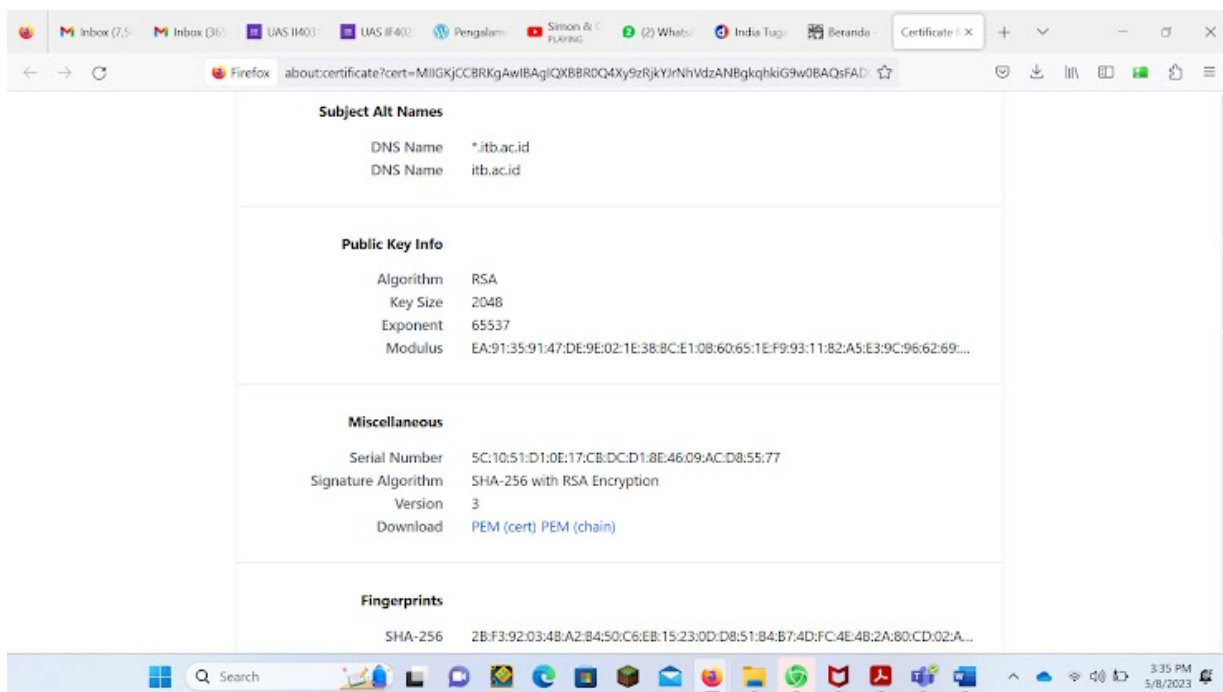 Inbox (7,5
Inbox (36
UAS II403
UAS IF402
Pengalam
Simon &
PLAYING
(2) Whats
India Tug
Beranda -
Certificate f
Firefox
Subject Alt Names
DNS Name *.itb.ac.id
DNS Name itb.ac.id
Public Key Info
Algorithm RSA
Key Size 2048
Exponent 65537
Modulus EA:91:35:91:47:DE:9E:02:1E:38:BC:E1:0B:60:65:1E:F9:93:11:82:A5:E3:9C:96:62:69:...
Miscellaneous
Serial Number 5C:10:51:D1:0E:17:CB:DC:D1:8E:46:09:AC:D8:55:77
Signature Algorithm SHA-256 with RSA Encryption
Version 3
Download PEM (cert) PEM (chain)
Fingerprints
SHA-256 2B:F3:92:03:4B:A2:B4:50:C6:EB:15:23:0D:D8:51:B4:B7:4D:FC:4E:4B:2A:80:CD:02:A...
Search
3:35 PM
5/8/2023